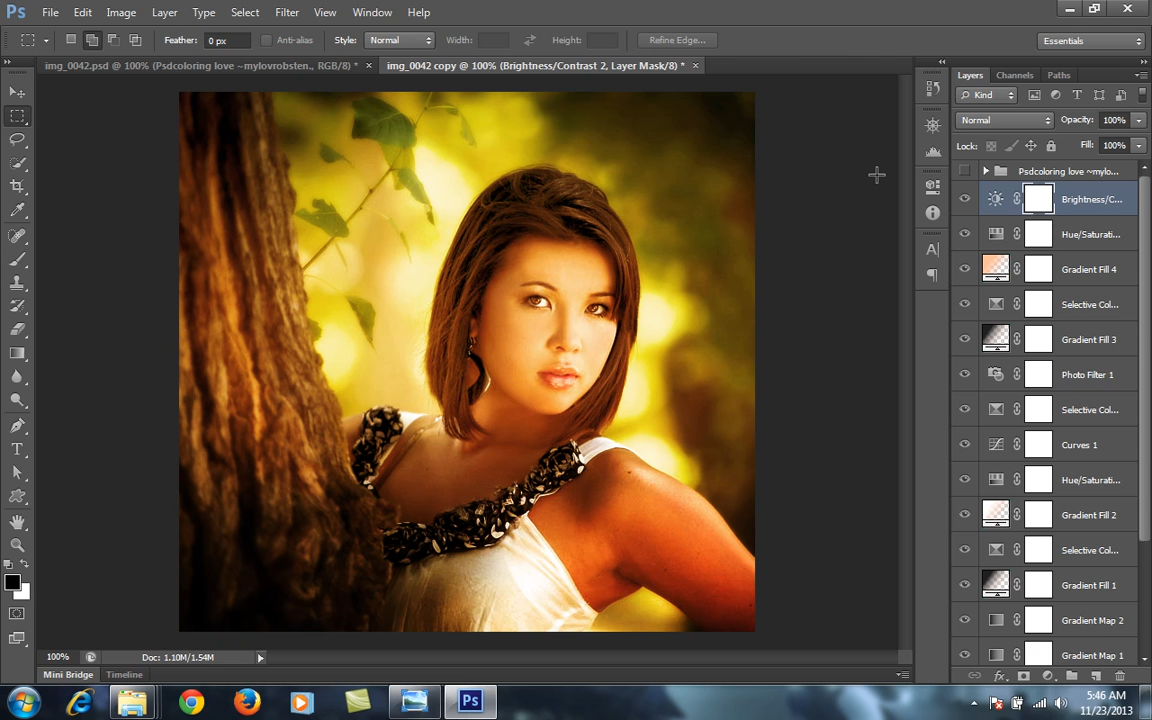 Ps File Edit Image Layer Type Select Filter View Window Help
Feather: 0 px Anti-alias Style: Normal Width: Height: Refine Edge... Essentials
img_0042.psd @ 100% (Psdcoloring love ~mylovrobsten., RGB/8) * × img_0042 copy @ 100% (Brightness/Contrast 2, Layer Mask/8) * ×
Layers Channels Paths
Kind
Normal Opacity: 100%
Lock: Fill: 100%
Psdcoloring love ~mylo...
Brightness/C...
Hue/Saturati...
Gradient Fill 4
Selective Col...
Gradient Fill 3
Photo Filter 1
Selective Col...
Curves 1
Hue/Saturati...
Gradient Fill 2
Selective Col...
Gradient Fill 1
Gradient Map 2
Gradient Map 1
100% Doc: 1.10M/1.54M
Mini Bridge Timeline
fx
Ps
5:46 AM
11/23/2013